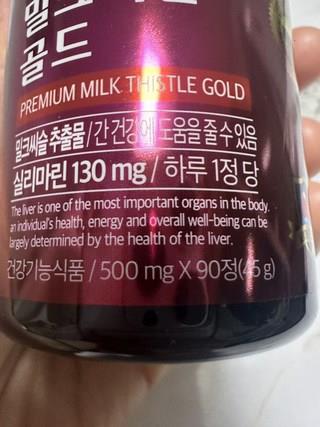 골드
PREMIUM MILK THISTLE GOLD
밀크씨슬 추출물/간 건강에 도움을 줄 수 있음
실리마린 130 mg / 하루 1정 당
The liver is one of the most important organs in the body.
an individual's health, energy and overall well-being can be
largely determined by the health of the liver.
건강기능식품 / 500 mg X 90정(45 g)